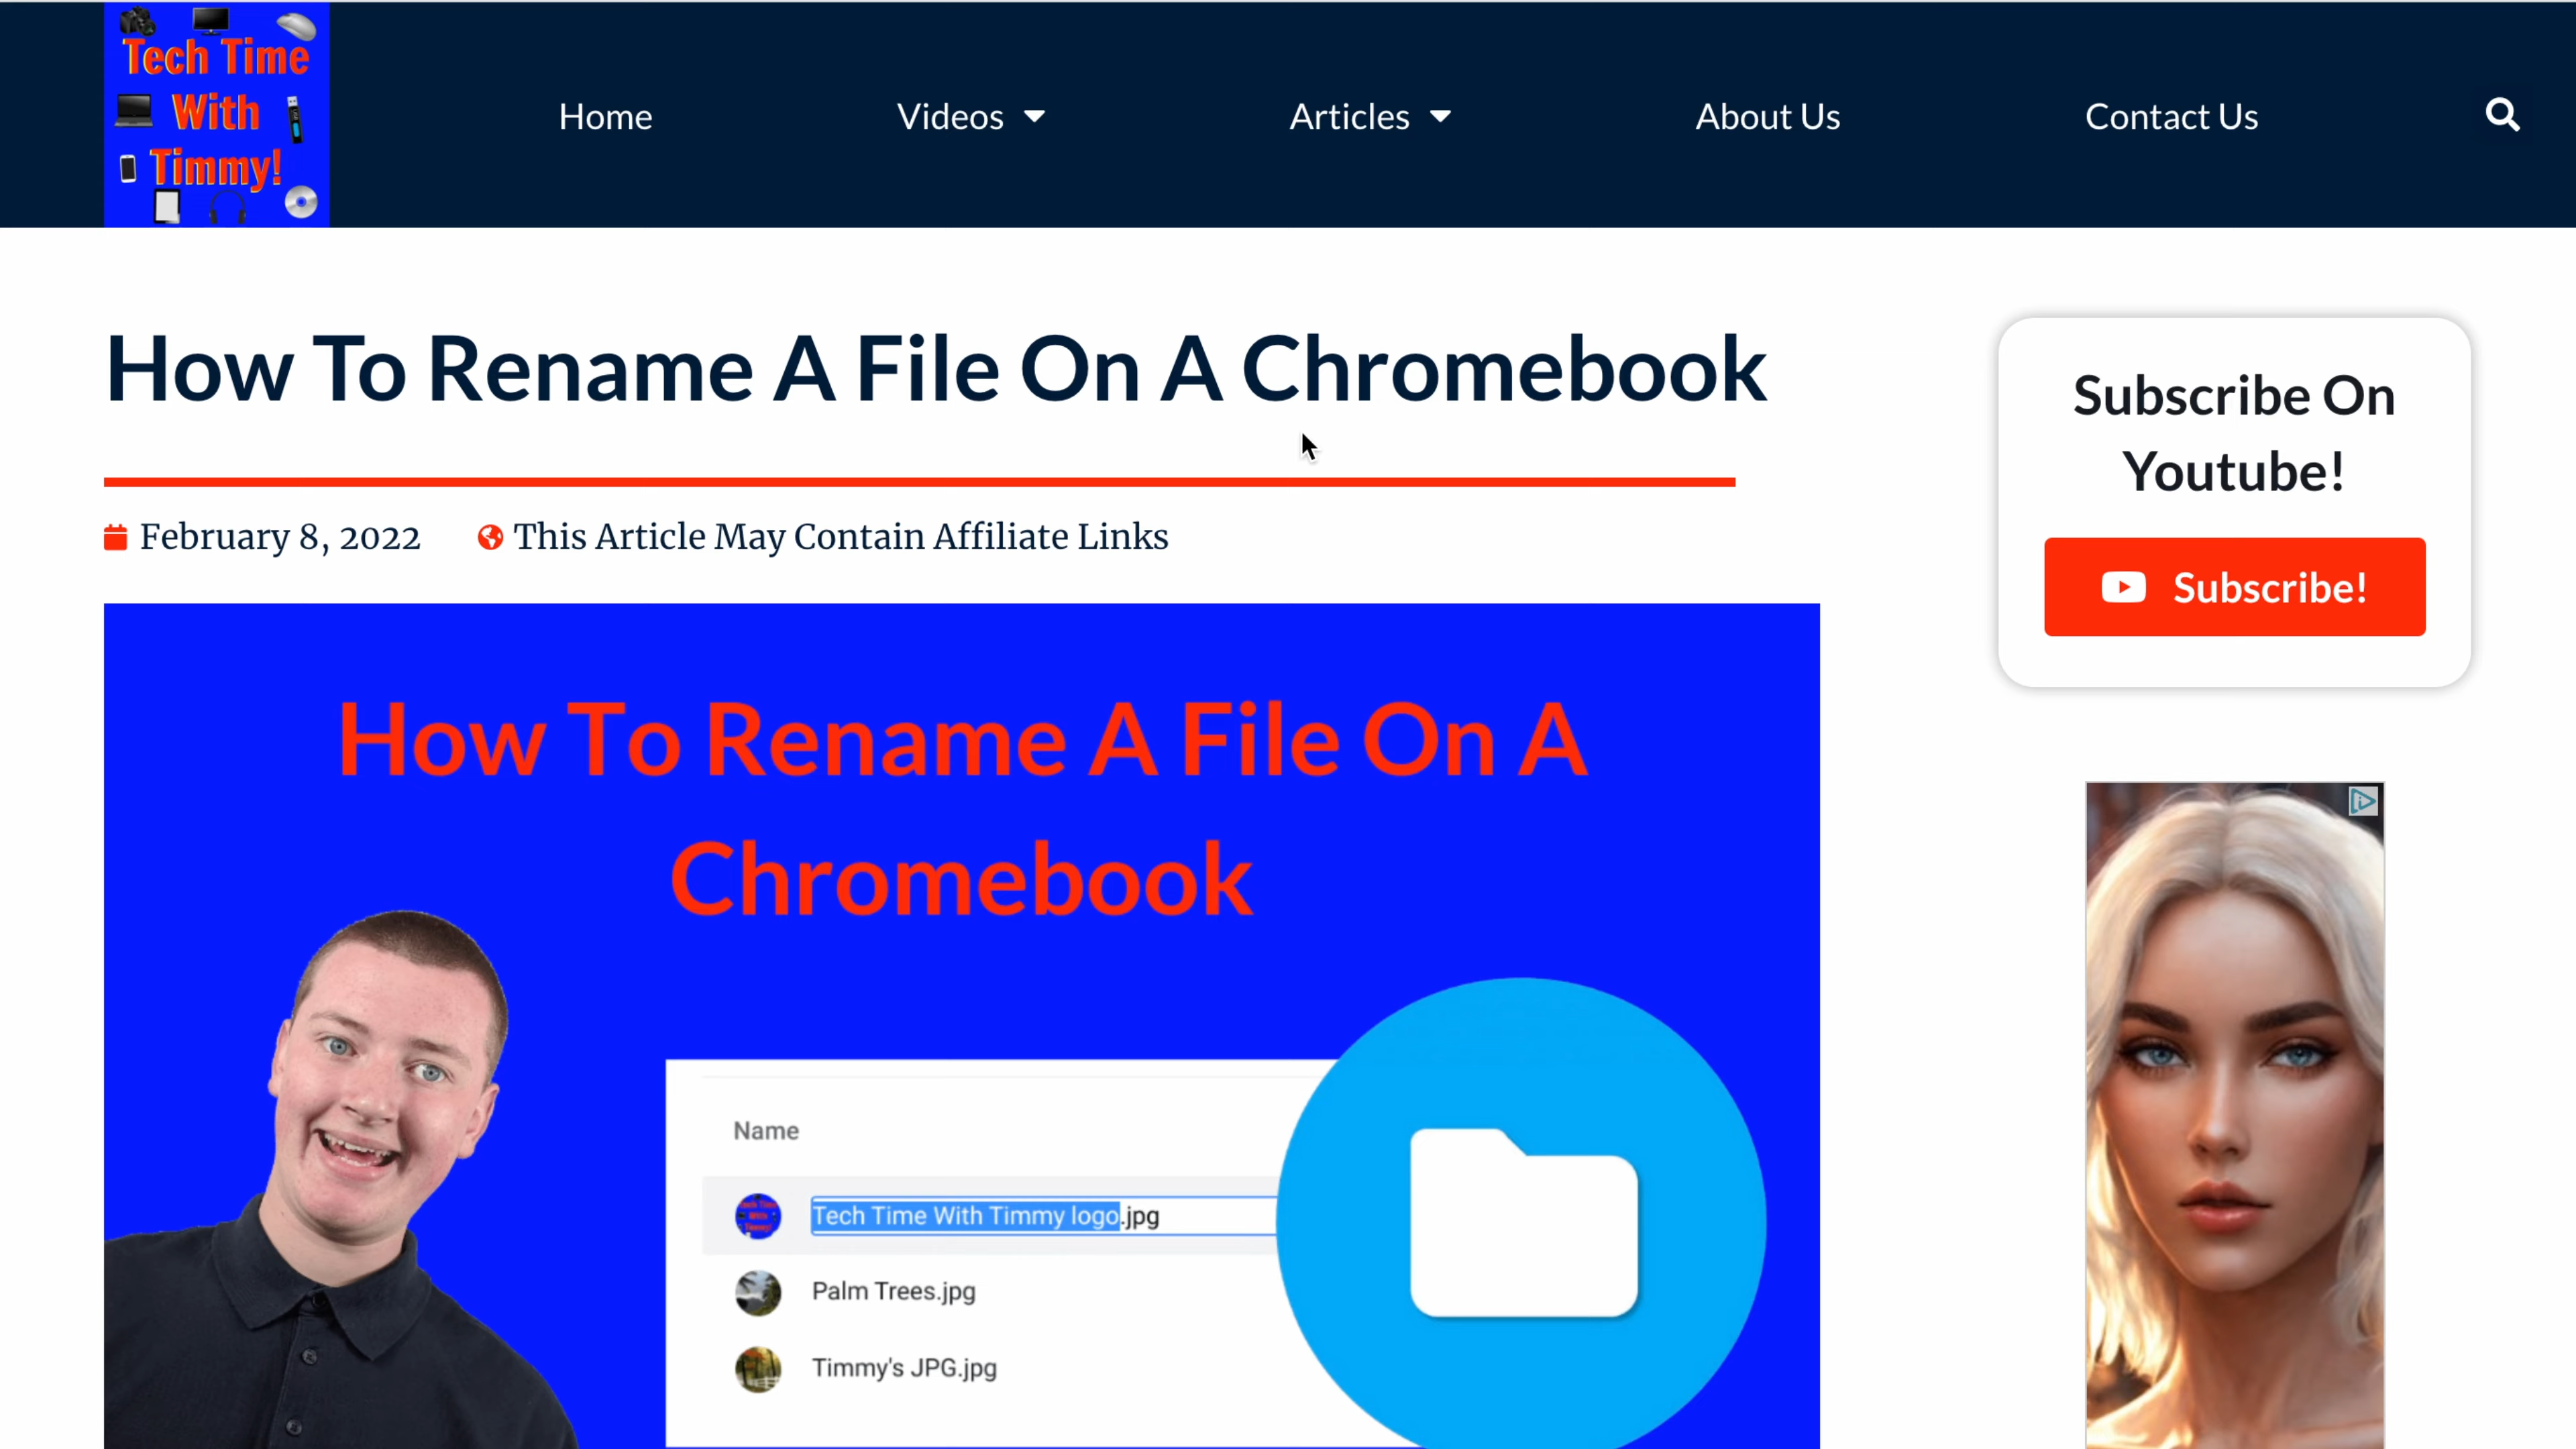 Tech Time
With
Timmy!
Home
Videos
Articles
About Us
Contact Us
How To Rename A File On A Chromebook
February 8, 2022
This Article May Contain Affiliate Links
How To Rename A File On A
Chromebook
Name
Tech Time With Timmy logo.jpg
Palm Trees.jpg
Timmy's JPG.jpg
Subscribe On
Youtube!
Subscribe!